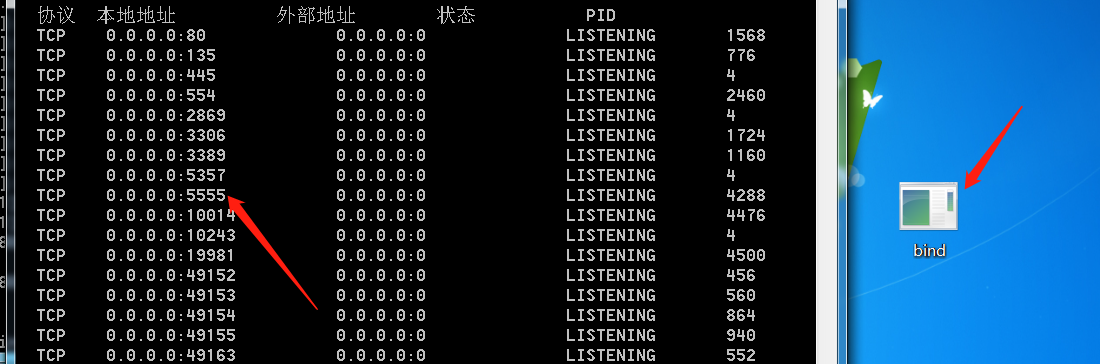 协议 本地地址 外部地址 状态 PID
TCP 0.0.0.0:80 0.0.0.0:0 LISTENING 1568
TCP 0.0.0.0:135 0.0.0.0:0 LISTENING 776
TCP 0.0.0.0:445 0.0.0.0:0 LISTENING 4
TCP 0.0.0.0:554 0.0.0.0:0 LISTENING 2460
TCP 0.0.0.0:2869 0.0.0.0:0 LISTENING 4
TCP 0.0.0.0:3306 0.0.0.0:0 LISTENING 1724
TCP 0.0.0.0:3389 0.0.0.0:0 LISTENING 1160
TCP 0.0.0.0:5357 0.0.0.0:0 LISTENING 4
TCP 0.0.0.0:5555 0.0.0.0:0 LISTENING 4288
TCP 0.0.0.0:10014 0.0.0.0:0 LISTENING 4476
TCP 0.0.0.0:10243 0.0.0.0:0 LISTENING 4
TCP 0.0.0.0:19981 0.0.0.0:0 LISTENING 4500
TCP 0.0.0.0:49152 0.0.0.0:0 LISTENING 456
TCP 0.0.0.0:49153 0.0.0.0:0 LISTENING 560
TCP 0.0.0.0:49154 0.0.0.0:0 LISTENING 864
TCP 0.0.0.0:49155 0.0.0.0:0 LISTENING 940
TCP 0.0.0.0:49163 0.0.0.0:0 LISTENING 552
bind